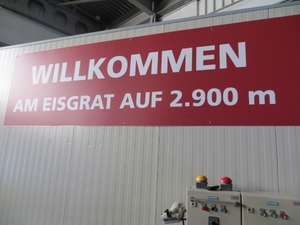 WILLKOMMEN
AM EISGRAT AUF 2.900 m